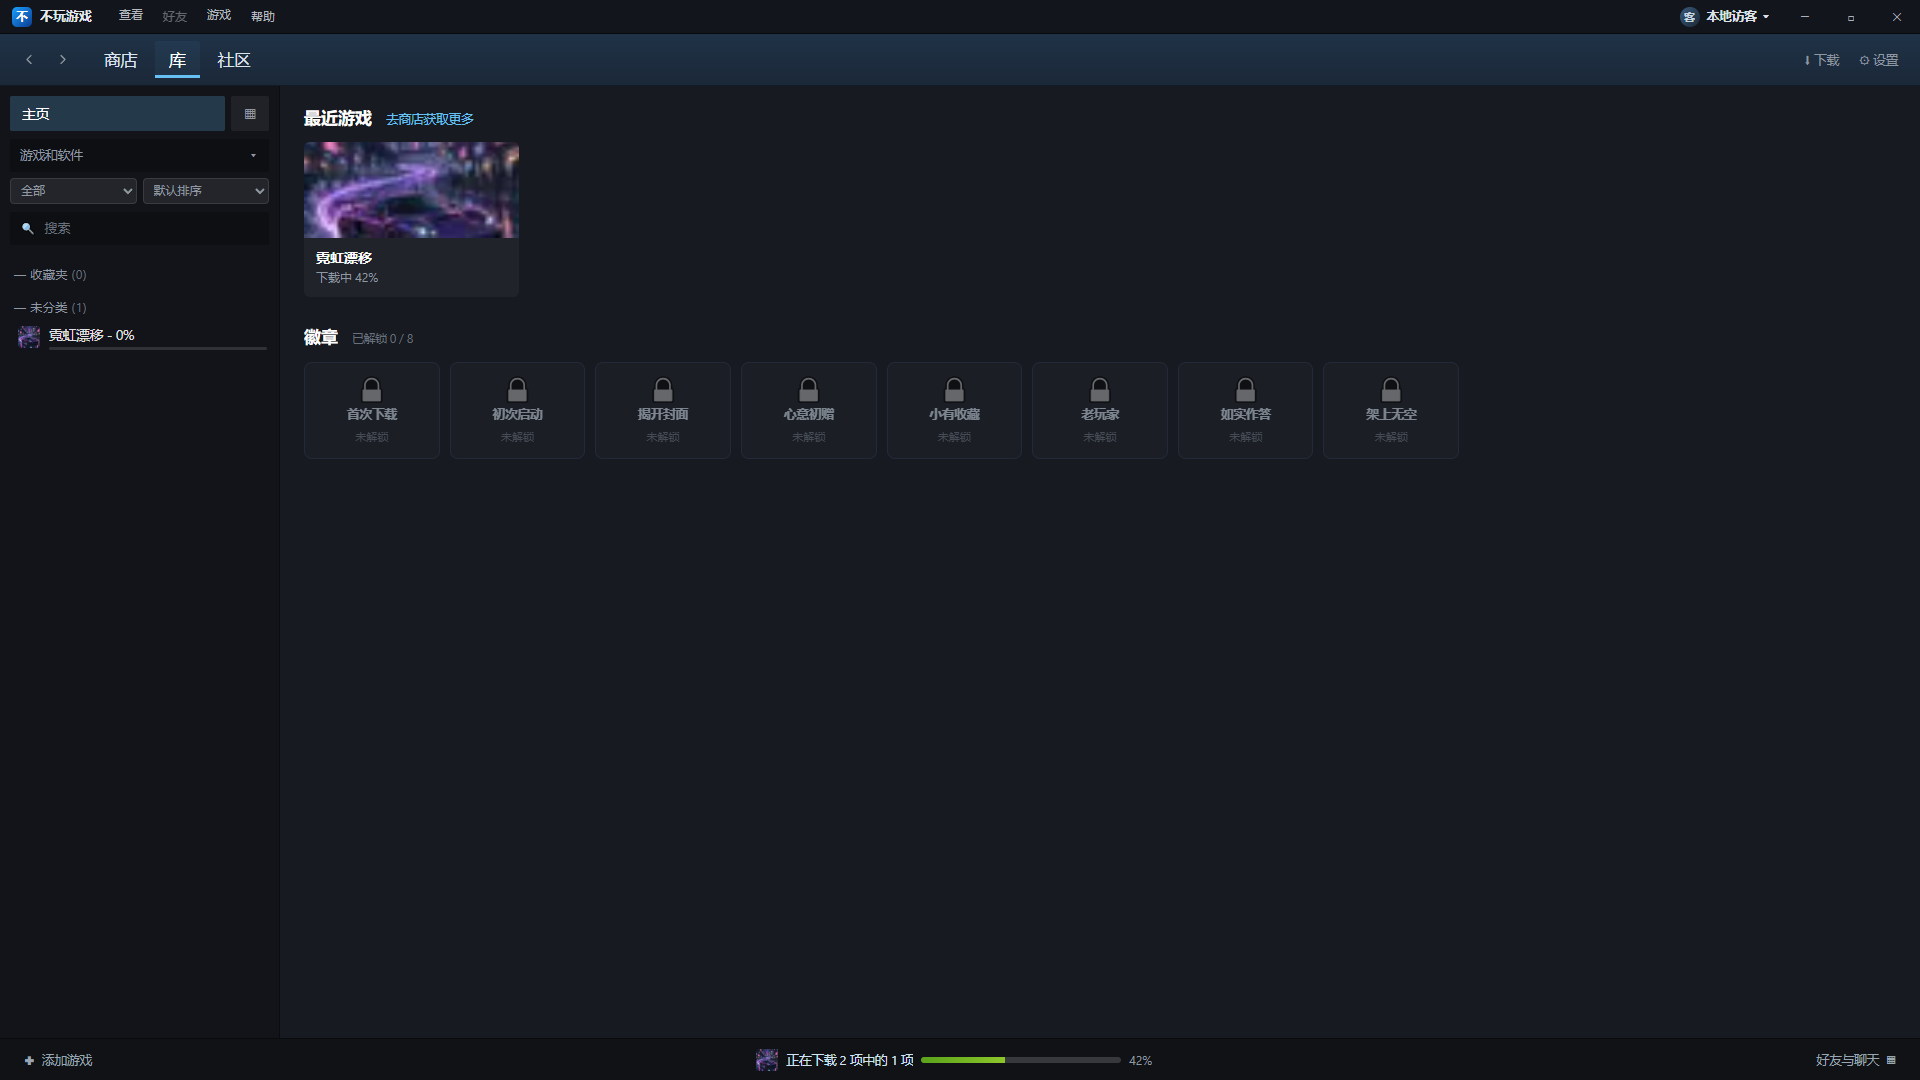 不 不玩游戏 查看 好友 游戏 帮助 客 本地访客
商店 库 社区 下载 设置
主页
游戏和软件
全部 默认排序
搜索
— 收藏夹 (0)
— 未分类 (1)
霓虹漂移 - 0%
最近游戏 去商店获取更多
霓虹漂移
下载中 42%
徽章 已解锁 0 / 8
首次下载 初次启动 揭开封面 心意初赠 小有收藏 老玩家 如实作答 架上无空
未解锁 未解锁 未解锁 未解锁 未解锁 未解锁 未解锁 未解锁
添加游戏 正在下载 2 项中的 1 项 42% 好友与聊天